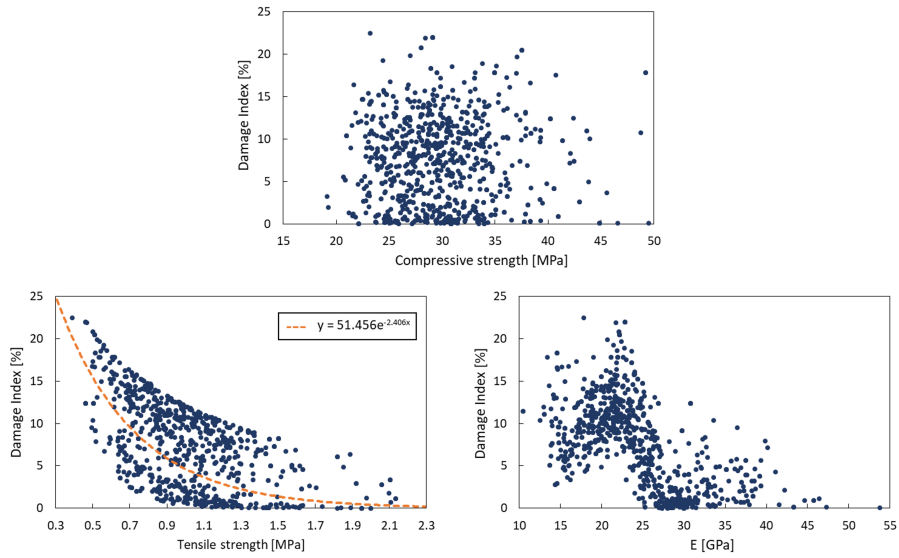 25
20
15
10
5
0
Damage Index [%]
15 20 25 30 35 40 45 50
Compressive strength [MPa]
25
20
15
10
5
0
Damage Index [%]
y = 51.456e^-2.406x
0.3 0.5 0.7 0.9 1.1 1.3 1.5 1.7 1.9 2.1 2.3
Tensile strength [MPa]
25
20
15
10
5
0
Damage Index [%]
10 15 20 25 30 35 40 45 50 55
E [GPa]